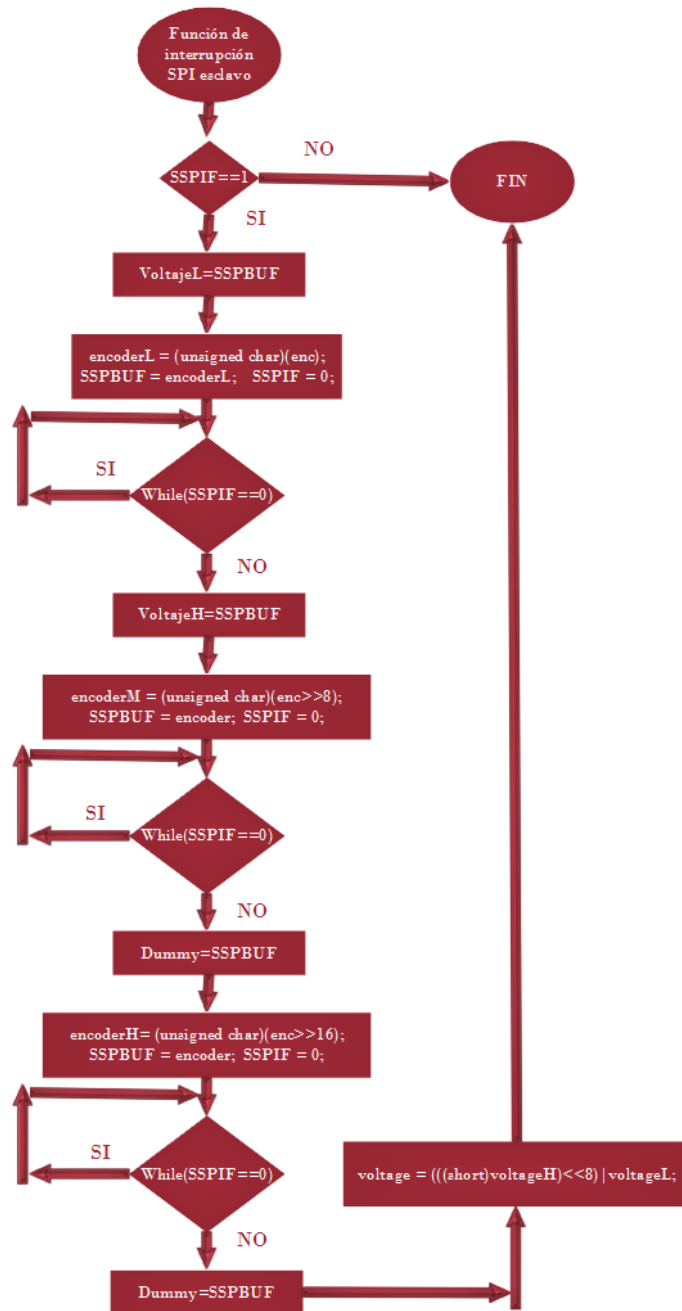 Función de
interrupción
SPI esclavo
NO
SSPIF==1
FIN
SI
VoltajeL=SSPBUF
encoderL = (unsigned char)(enc);
SSPBUF = encoderL; SSPIF = 0;
SI
While(SSPIF==0)
NO
VoltajeH=SSPBUF
encoderM = (unsigned char)(enc>>8);
SSPBUF = encoder; SSPIF = 0;
SI
While(SSPIF==0)
NO
Dummy=SSPBUF
encoderH= (unsigned char)(enc>>16);
SSPBUF = encoder; SSPIF = 0;
SI
While(SSPIF==0)
voltage = (((short)voltageH)<<8) | voltageL;
NO
Dummy=SSPBUF